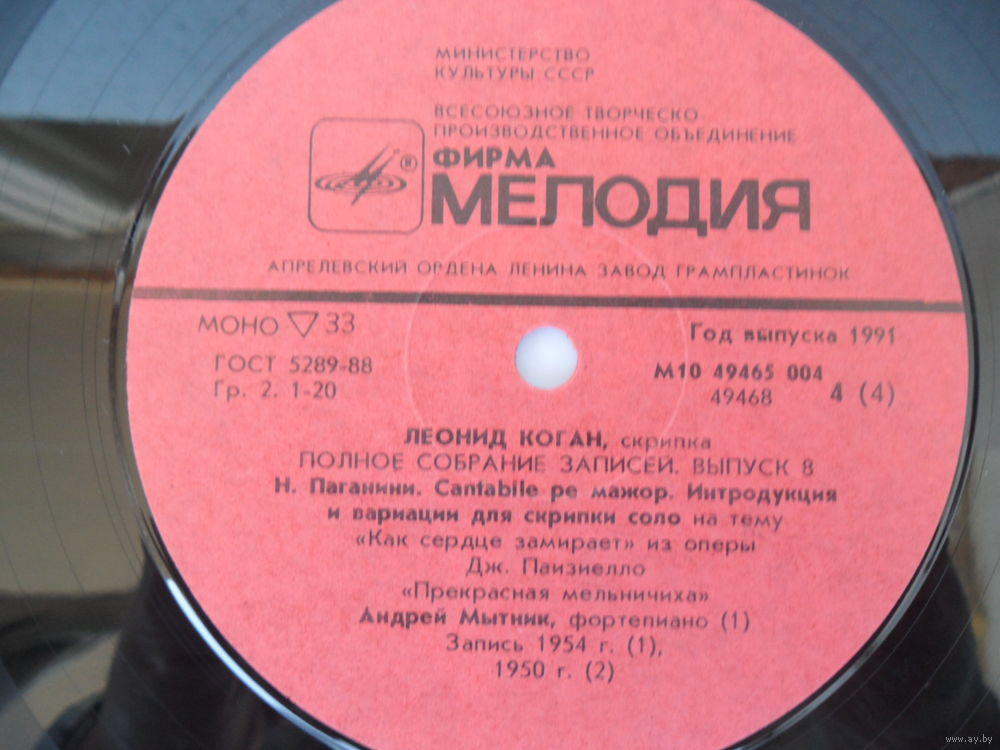 МИНИСТЕРСТВО
КУЛЬТУРЫ СССР
ВСЕСОЮЗНОЕ ТВОРЧЕСКО-
ПРОИЗВОДСТВЕННОЕ ОБЪЕДИНЕНИЕ
®
ФИРМА
МЕЛОДИЯ
АПРЕЛЕВСКИЙ ОРДЕНА ЛЕНИНА ЗАВОД ГРАМПЛАСТИНОК
МОНО ▽ 33
Год выпуска 1991
ГОСТ 5289-88
М10 49465 004
Гр. 2. 1-20
49468
4 (4)
ЛЕОНИД КОГАН, скрипка
ПОЛНОЕ СОБРАНИЕ ЗАПИСЕЙ. ВЫПУСК 8
Н. Паганини. Cantabile ре мажор. Интродукция
и вариации для скрипки соло на тему
«Как сердце замирает» из оперы
Дж. Паизиелло
«Прекрасная мельничиха»
Андрей Мытник, фортепиано (1)
Запись 1954 г. (1),
1950 г. (2)
www.ay.by